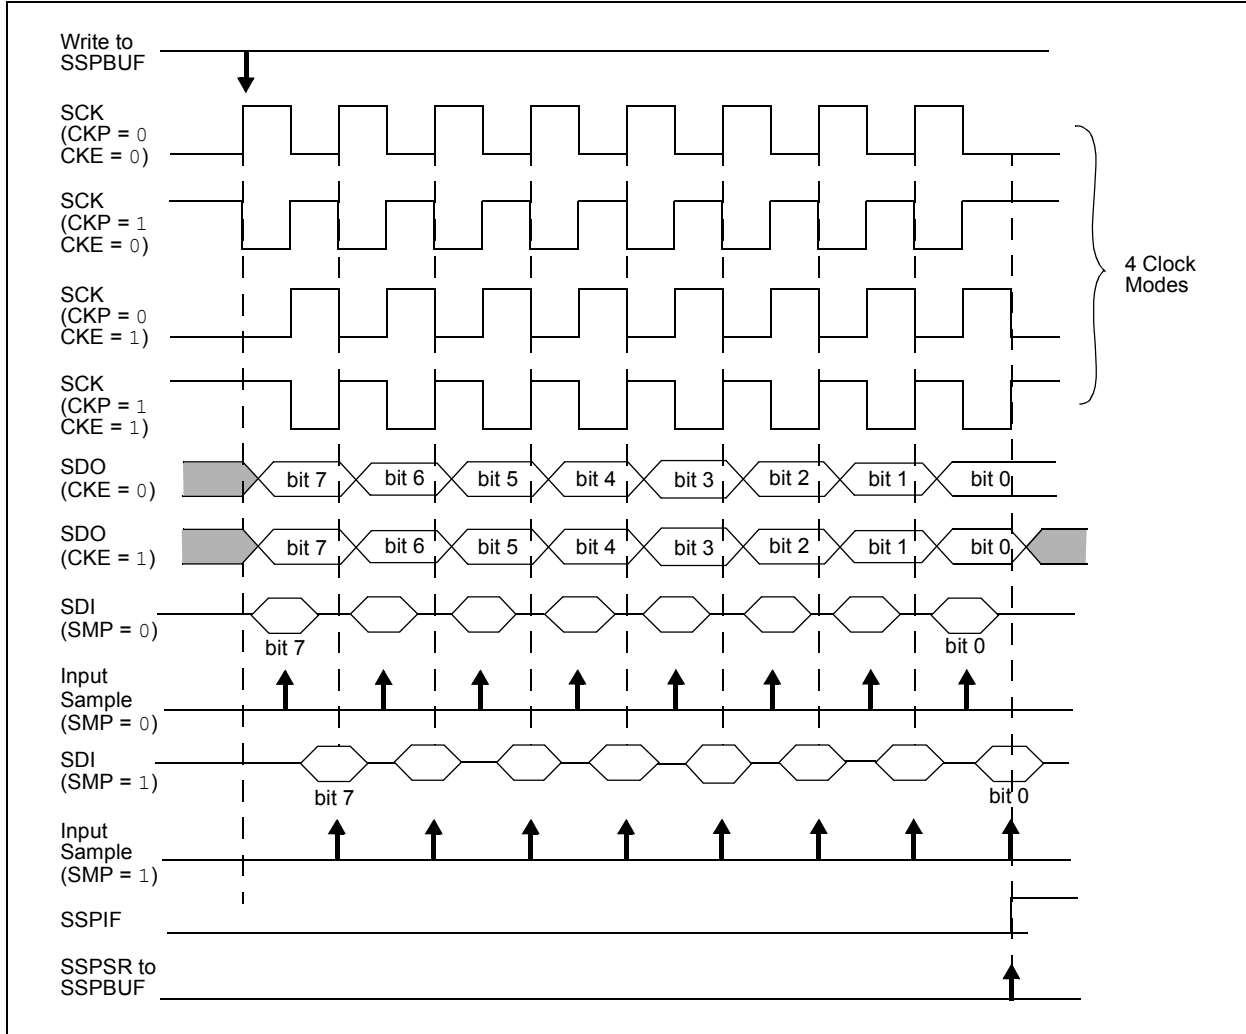 Write to
SSPBUF
SCK
(CKP = 0
CKE = 0)
SCK
(CKP = 1
CKE = 0)
4 Clock
Modes
SCK
(CKP = 0
CKE = 1)
SCK
(CKP = 1
CKE = 1)
SDO
(CKE = 0)
bit 7 bit 6 bit 5 bit 4 bit 3 bit 2 bit 1 bit 0
SDO
(CKE = 1)
bit 7 bit 6 bit 5 bit 4 bit 3 bit 2 bit 1 bit 0
SDI
(SMP = 0)
bit 7 bit 0
Input
Sample
(SMP = 0)
SDI
(SMP = 1)
bit 7 bit 0
Input
Sample
(SMP = 1)
SSPIF
SSPSR to
SSPBUF